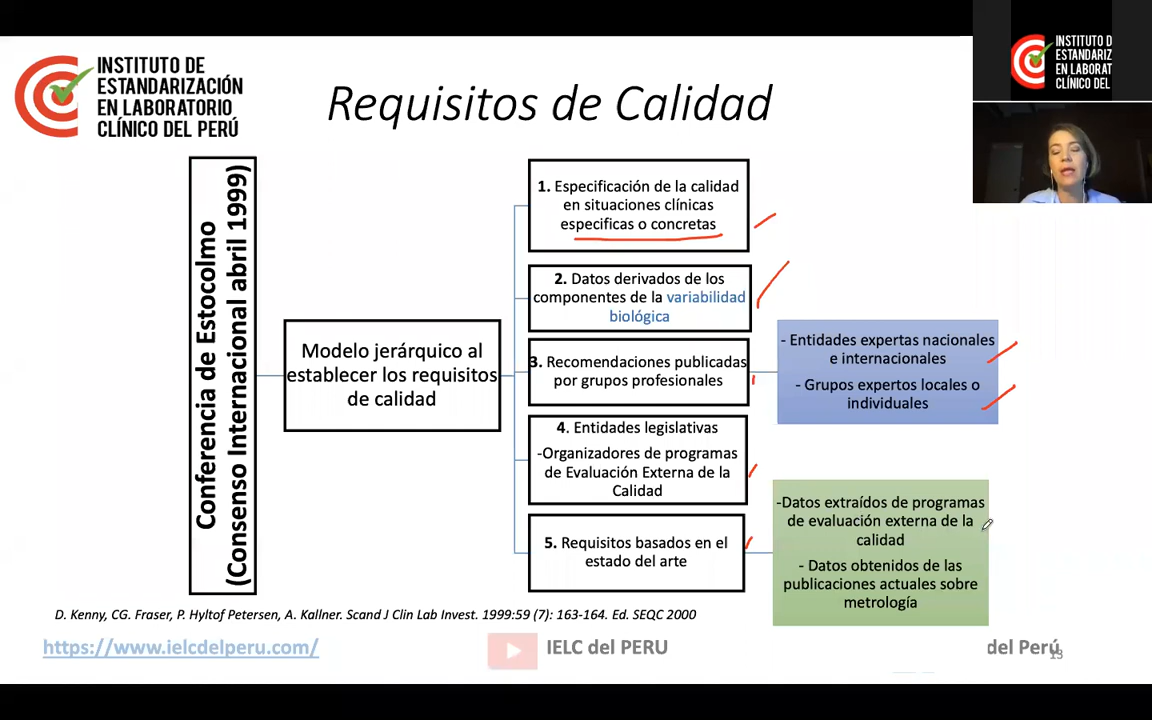 INSTITUTO DE
ESTANDARIZACIÓN
EN LABORATORIO
CLÍNICO DEL PERÚ
Requisitos de Calidad
INSTITUTO D
ESTANDARIZ
EN LABORAT
CLÍNICO DEL
Conferencia de Estocolmo
(Consenso Internacional abril 1999)
Modelo jerárquico al
establecer los requisitos
de calidad
1. Especificación de la calidad
en situaciones clínicas
especificas o concretas
2. Datos derivados de los
componentes de la variabilidad
biológica
3. Recomendaciones publicadas
por grupos profesionales
- Entidades expertas nacionales
e internacionales
- Grupos expertos locales o
individuales
4. Entidades legislativas
-Organizadores de programas
de Evaluación Externa de la
Calidad
5. Requisitos basados en el
estado del arte
-Datos extraídos de programas
de evaluación externa de la
calidad
- Datos obtenidos de las
publicaciones actuales sobre
metrología
D. Kenny, CG. Fraser, P. Hyltof Petersen, A. Kallner. Scand J Clin Lab Invest. 1999:59 (7): 163-164. Ed. SEQC 2000
https://www.ielcdelperu.com/
IELC del PERU
del Perú
13